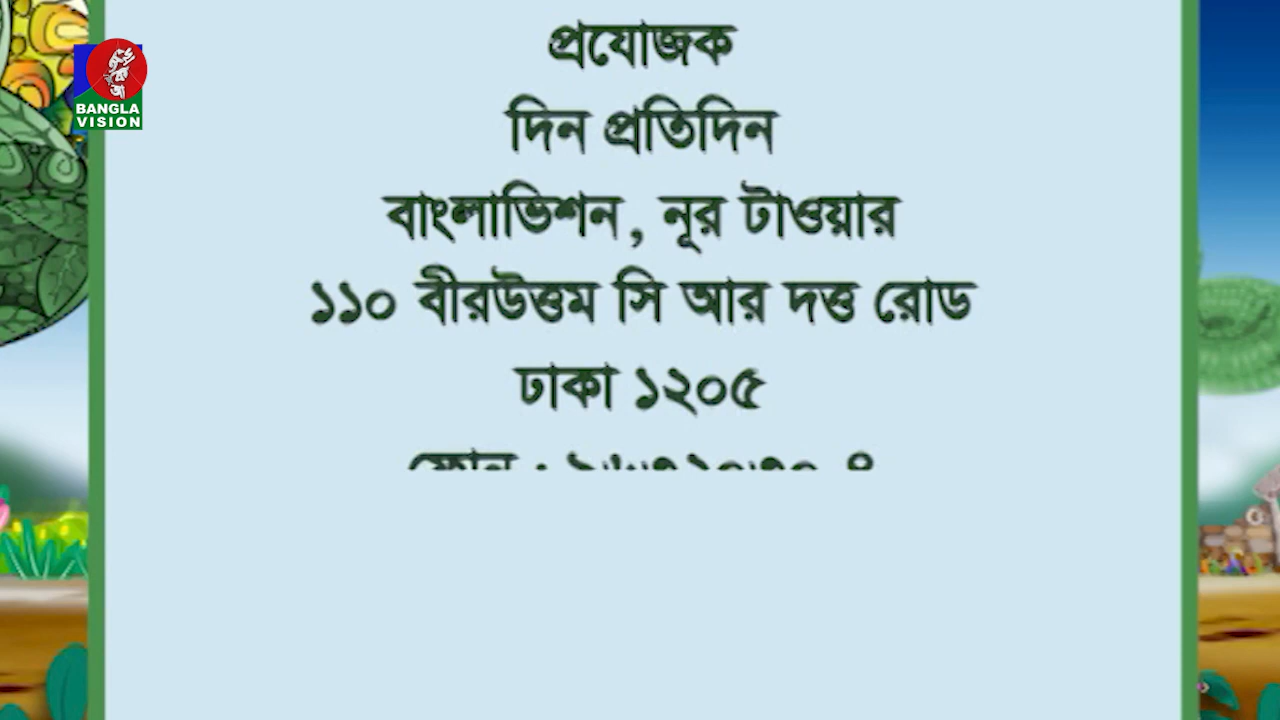 BANGLA
VISION
প্রযোজক
দিন প্রতিদিন
বাংলাভিশন, নূর টাওয়ার
১১০ বীরউত্তম সি আর দত্ত রোড
ঢাকা ১২০৫
ফোন :